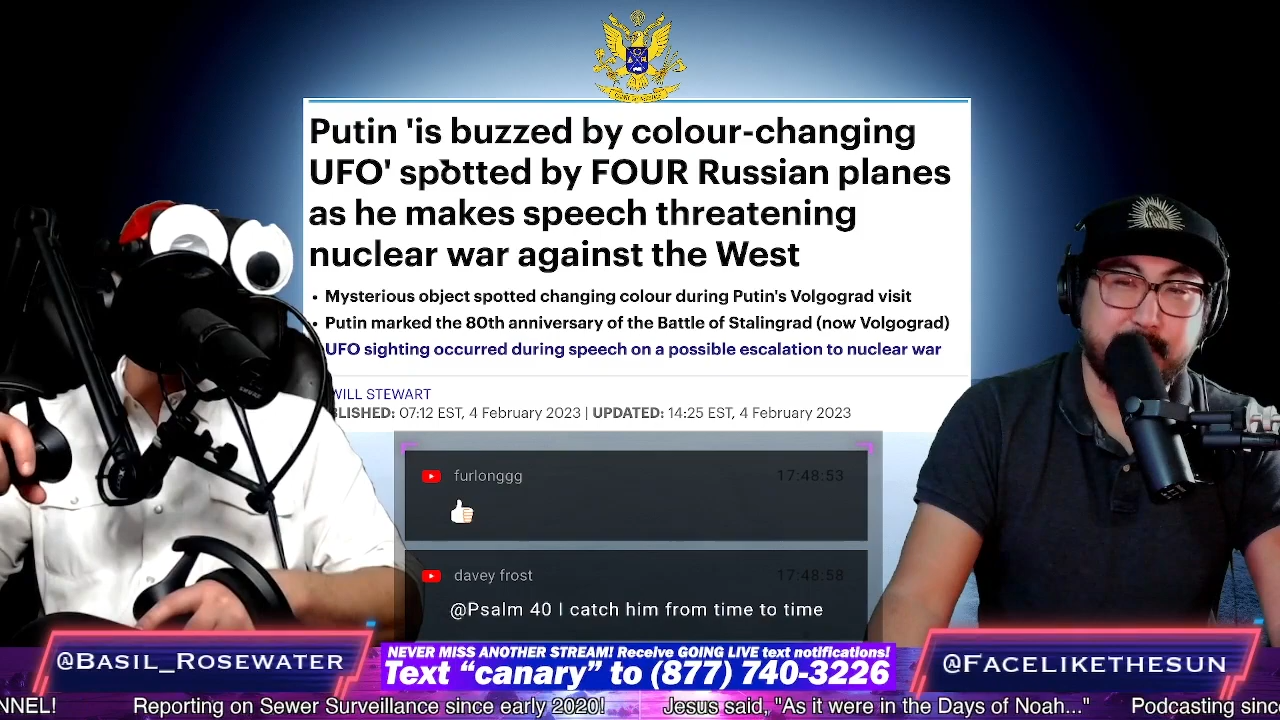 Putin 'is buzzed by colour-changing
UFO' spotted by FOUR Russian planes
as he makes speech threatening
nuclear war against the West
• Mysterious object spotted changing colour during Putin's Volgograd visit
• Putin marked the 80th anniversary of the Battle of Stalingrad (now Volgograd)
UFO sighting occurred during speech on a possible escalation to nuclear war
WILL STEWART
LISHED: 07:12 EST, 4 February 2023 | UPDATED: 14:25 EST, 4 February 2023
furlonggg 17:48:53
davey frost 17:48:58
@Psalm 40 I catch him from time to time
@BASIL_ROSEWATER
NEVER MISS ANOTHER STREAM! Receive GOING LIVE text notifications!
Text “canary” to (877) 740-3226
@FACELIKETHESUN
NNEL! Reporting on Sewer Surveillance since early 2020! Jesus said, "As it were in the Days of Noah..." Podcasting sinc